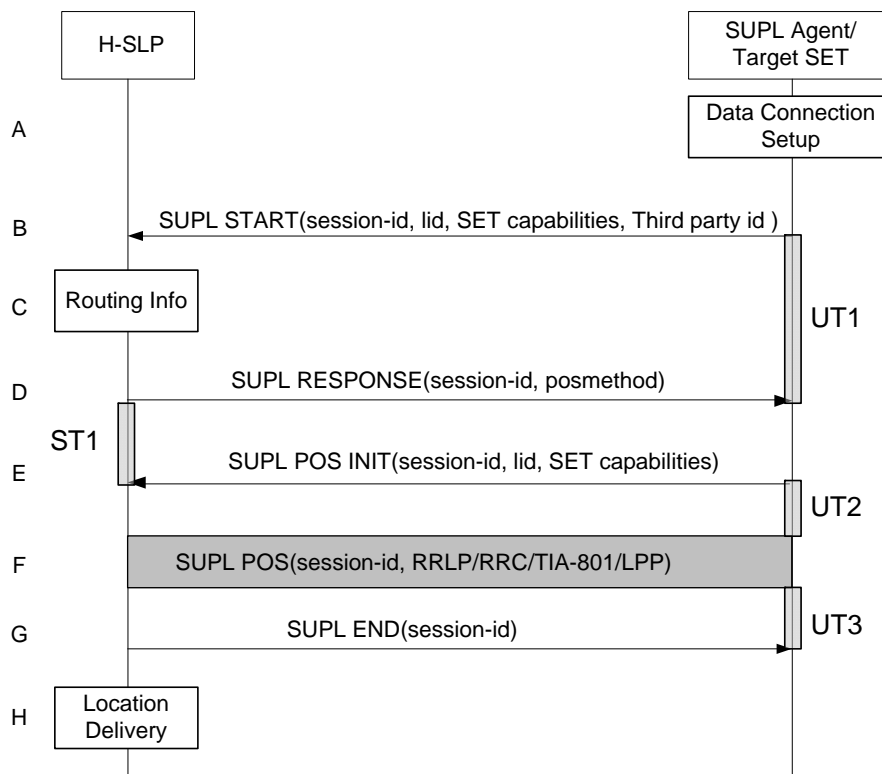 H-SLP
SUPL Agent/
Target SET
A
Data Connection
Setup
B
SUPL START(session-id, lid, SET capabilities, Third party id )
C
Routing Info
UT1
D
SUPL RESPONSE(session-id, posmethod)
ST1
E
SUPL POS INIT(session-id, lid, SET capabilities)
UT2
F
SUPL POS(session-id, RRLP/RRC/TIA-801/LPP)
G
SUPL END(session-id)
UT3
H
Location
Delivery